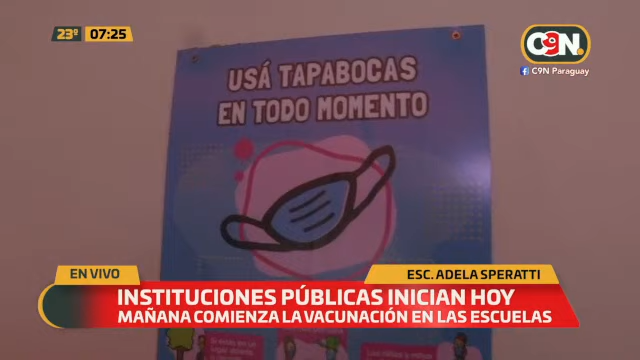 23º 07:25
C9N
C9N Paraguay
USÁ TAPABOCAS
EN TODO MOMENTO
EN VIVO
ESC. ADELA SPERATTI
INSTITUCIONES PÚBLICAS INICIAN HOY
MAÑANA COMIENZA LA VACUNACIÓN EN LAS ESCUELAS